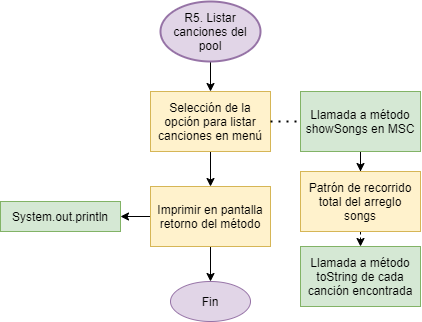 R5. Listar
canciones del
pool
Selección de la
opción para listar
canciones en menú
Llamada a método
showSongs en MSC
Patrón de recorrido
total del arreglo
songs
System.out.println
Imprimir en pantalla
retorno del método
Llamada a método
toString de cada
canción encontrada
Fin